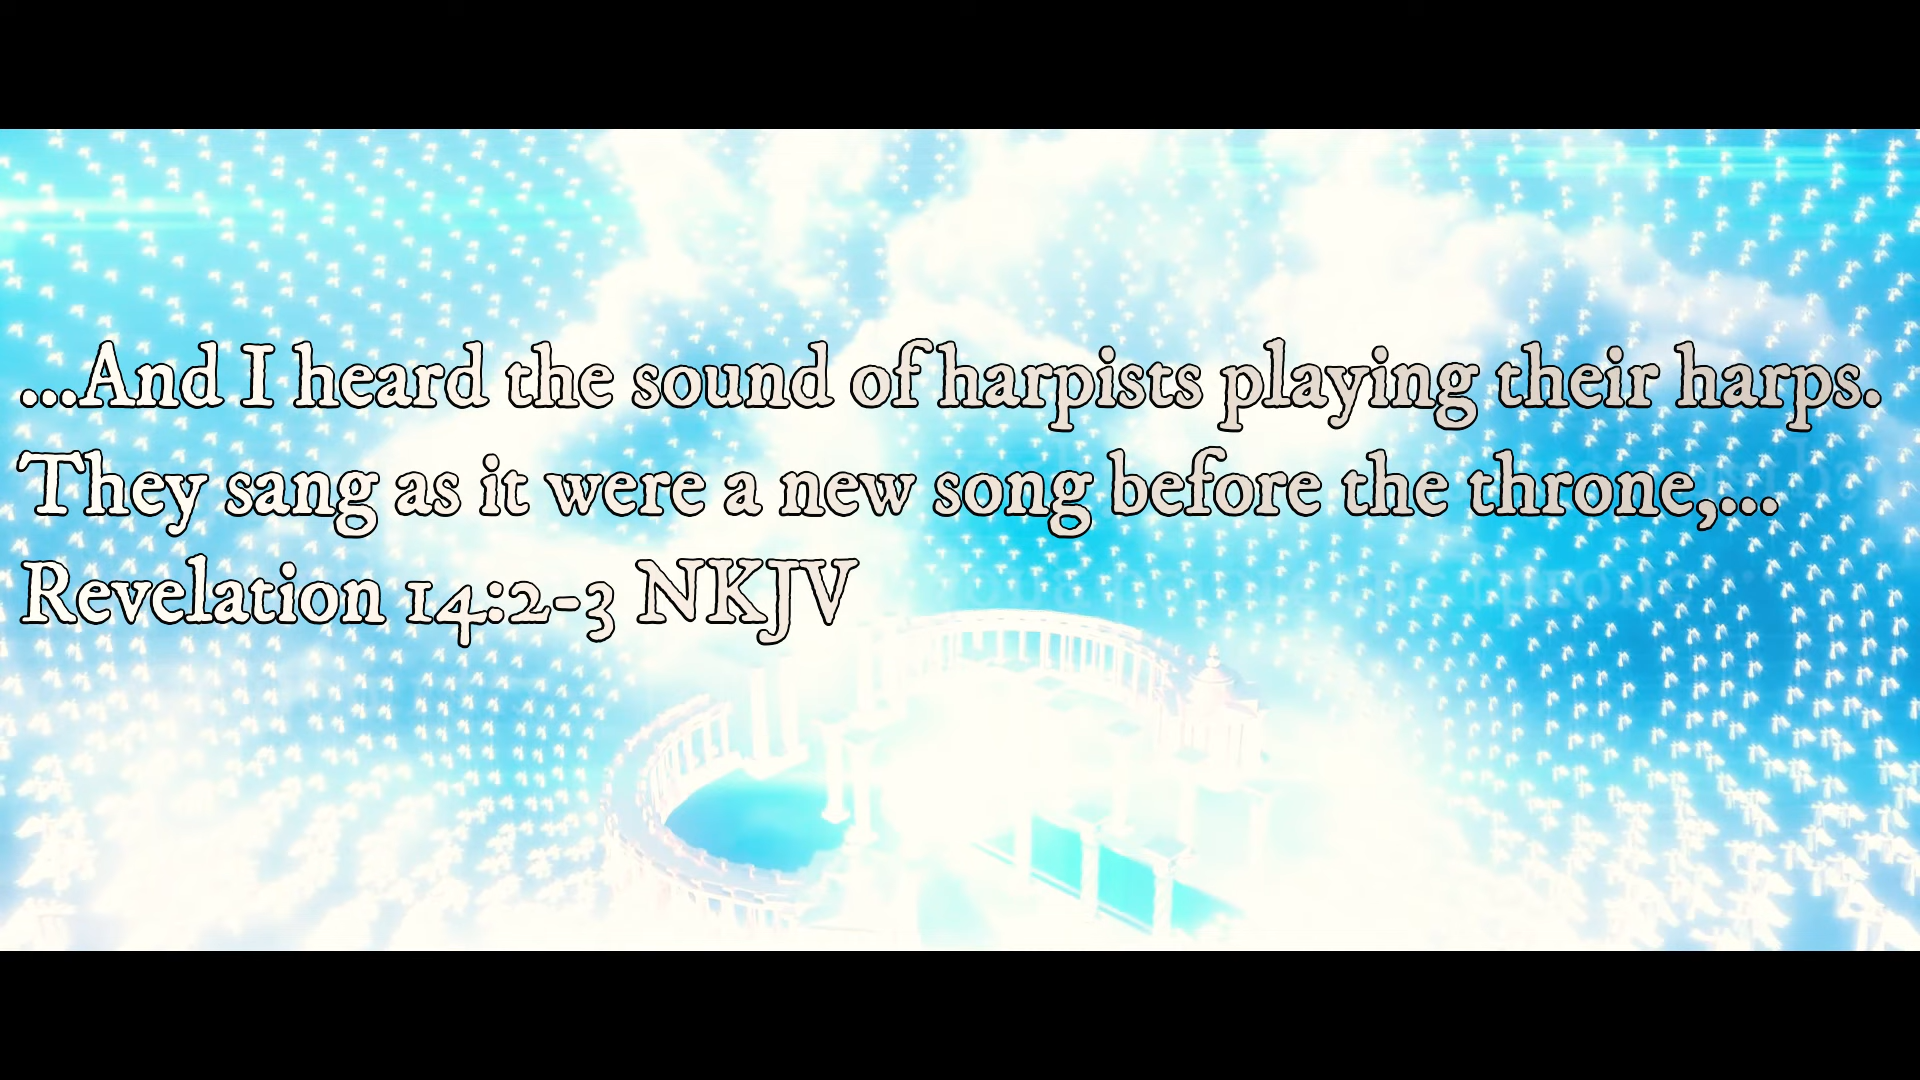 ...And I heard the sound of harpists playing their harps.
They sang as it were a new song before the throne,...
Revelation 14:2-3 NKJV